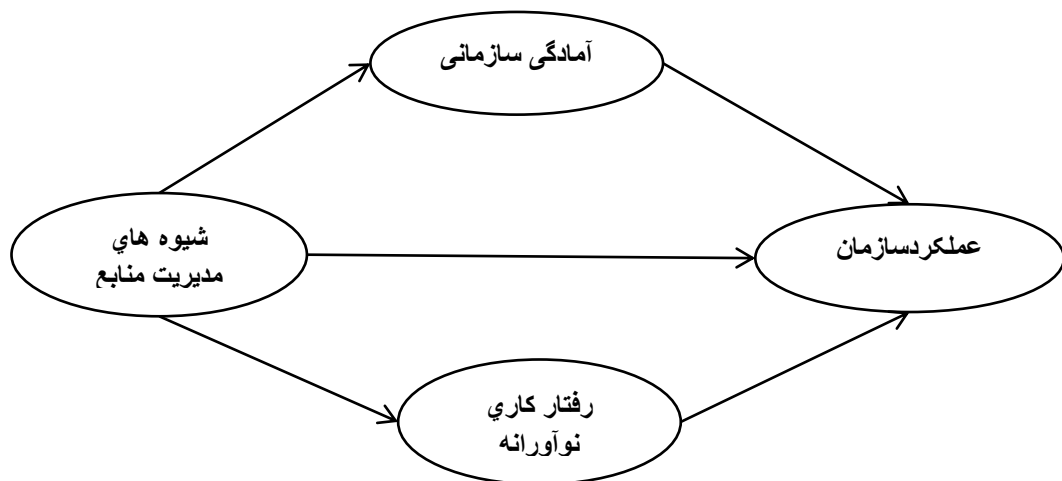 آمادگی سازمانی
شیوه هاي
مدیریت منابع
عملکردسازمان
رفتار کاري
نوآورانه